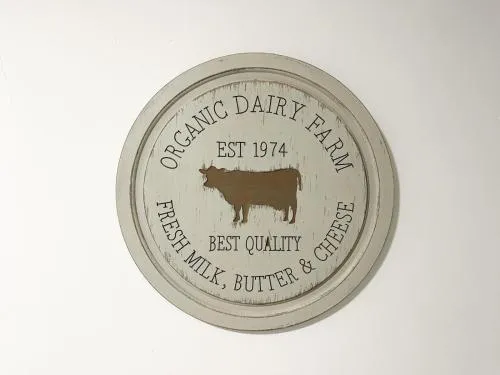 ORGANIC DAIRY FARM
EST 1974
BEST QUALITY
FRESH MILK, BUTTER & CHEESE